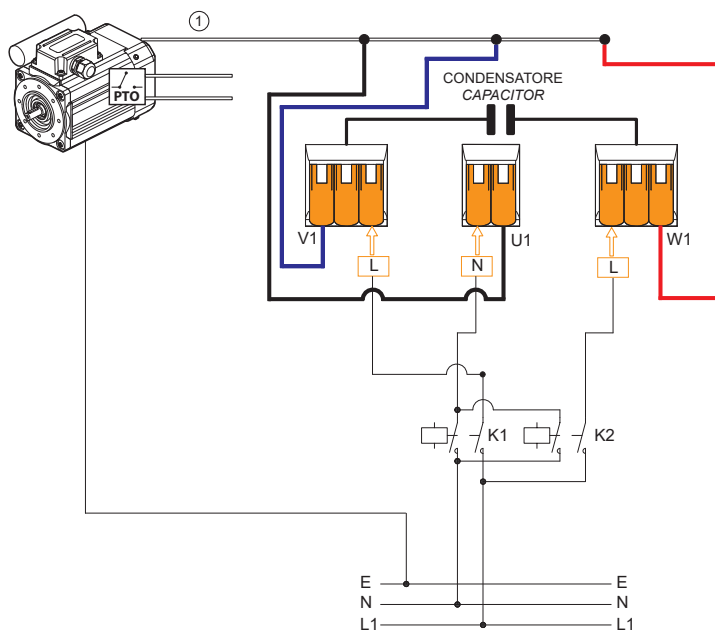 1
PTO
CONDENSATORE
CAPACITOR
V1
U1
W1
L
N
L
K1
K2
E
E
N
N
L1
L1